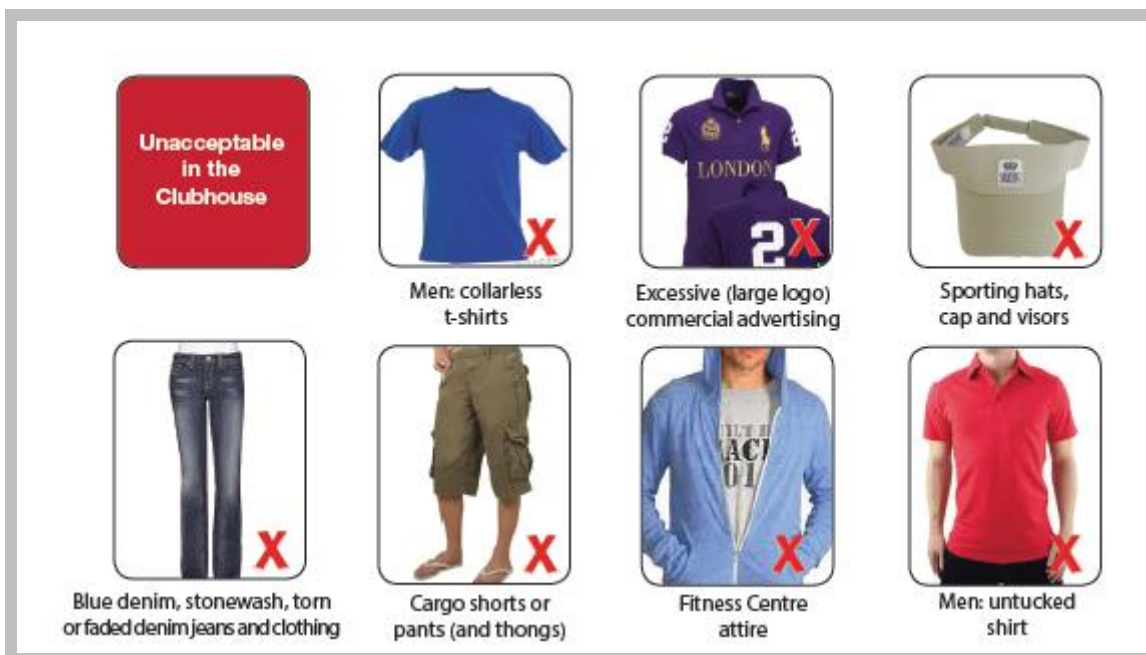 Unacceptable
in the
Clubhouse
Men: collarless
t-shirts
LONDON
2
2
2
Excessive (large logo)
commercial advertising
Sporting hats,
cap and visors
Blue denim, stonewash, torn
or faded denim jeans and clothing
Cargo shorts or
pants (and thongs)
Fitness Centre
attire
Men: untucked
shirt